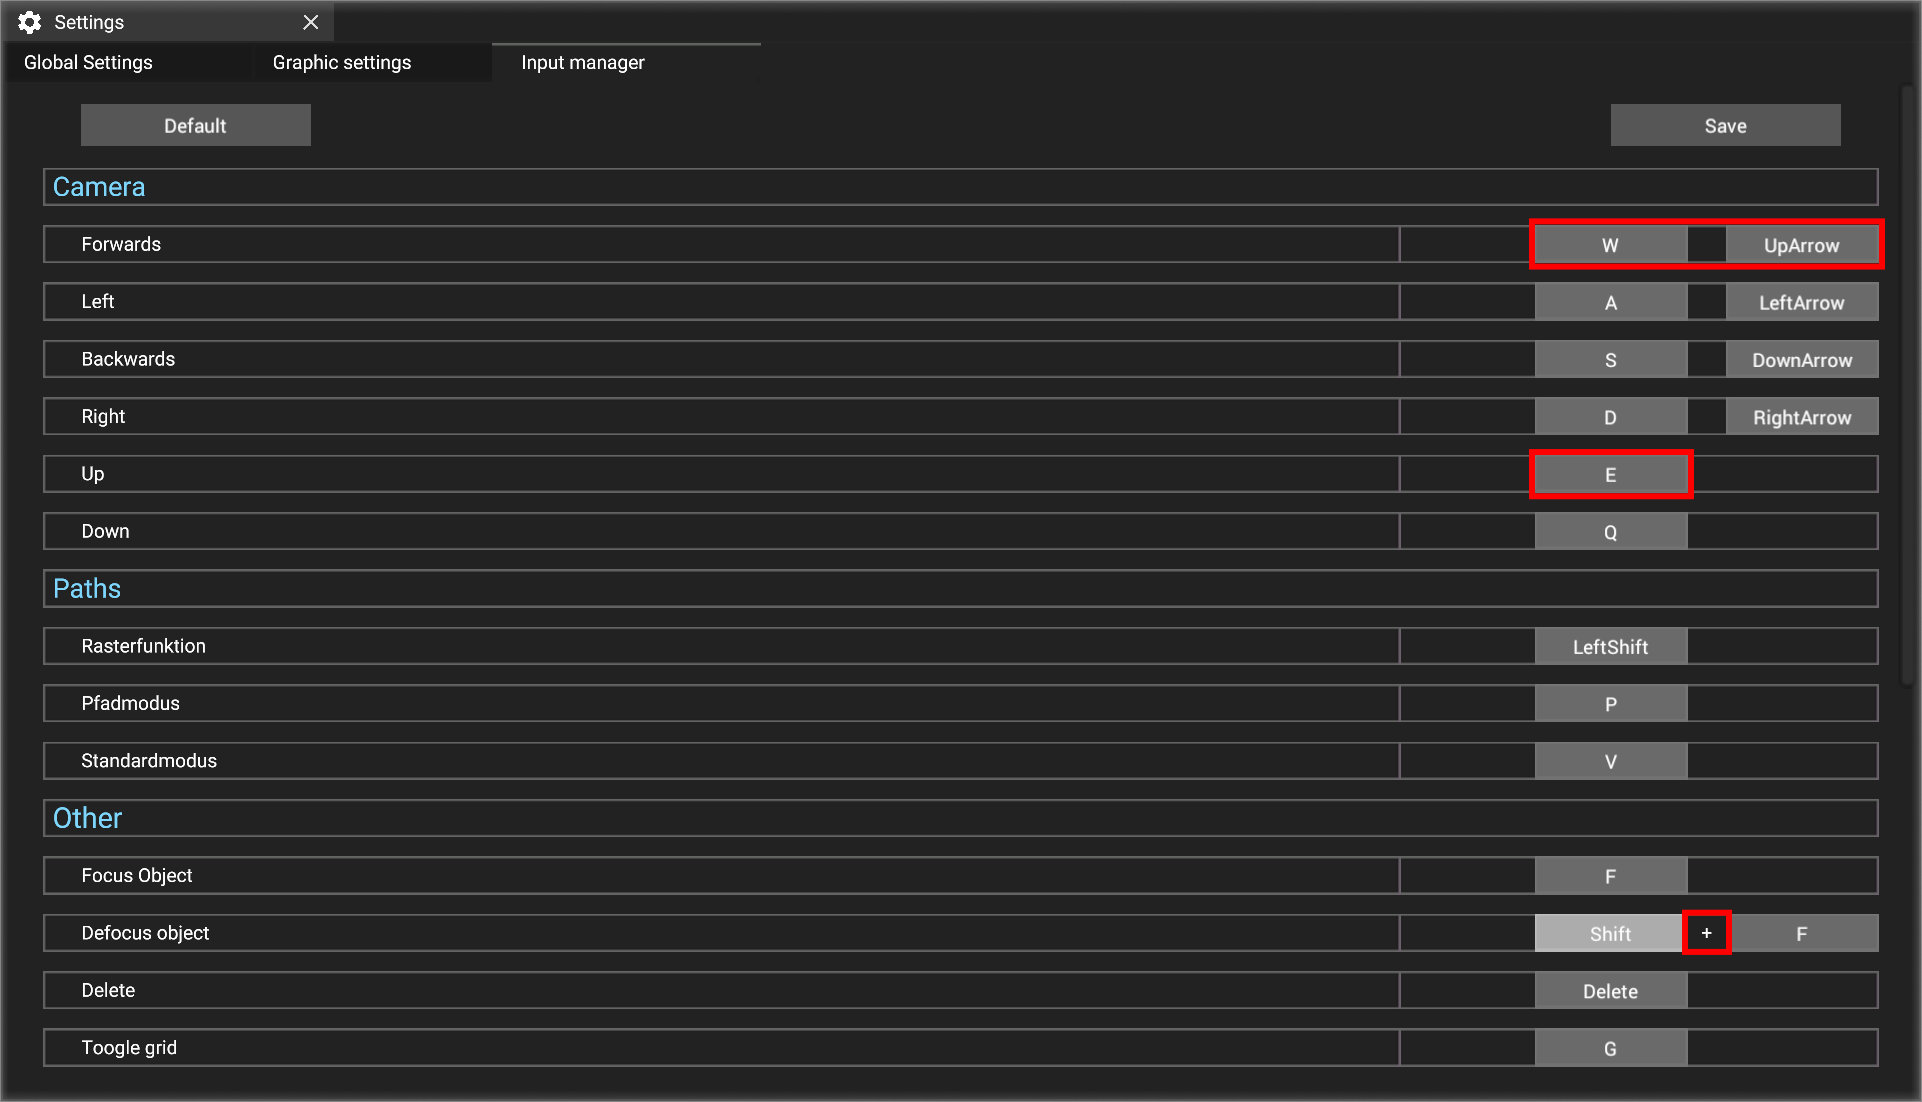 Settings
Global Settings Graphic settings Input manager
Default Save
Camera
Forwards W UpArrow
Left A LeftArrow
Backwards S DownArrow
Right D RightArrow
Up E
Down Q
Paths
Rasterfunktion LeftShift
Pfadmodus P
Standardmodus V
Other
Focus Object F
Defocus object Shift + F
Delete Delete
Toogle grid G